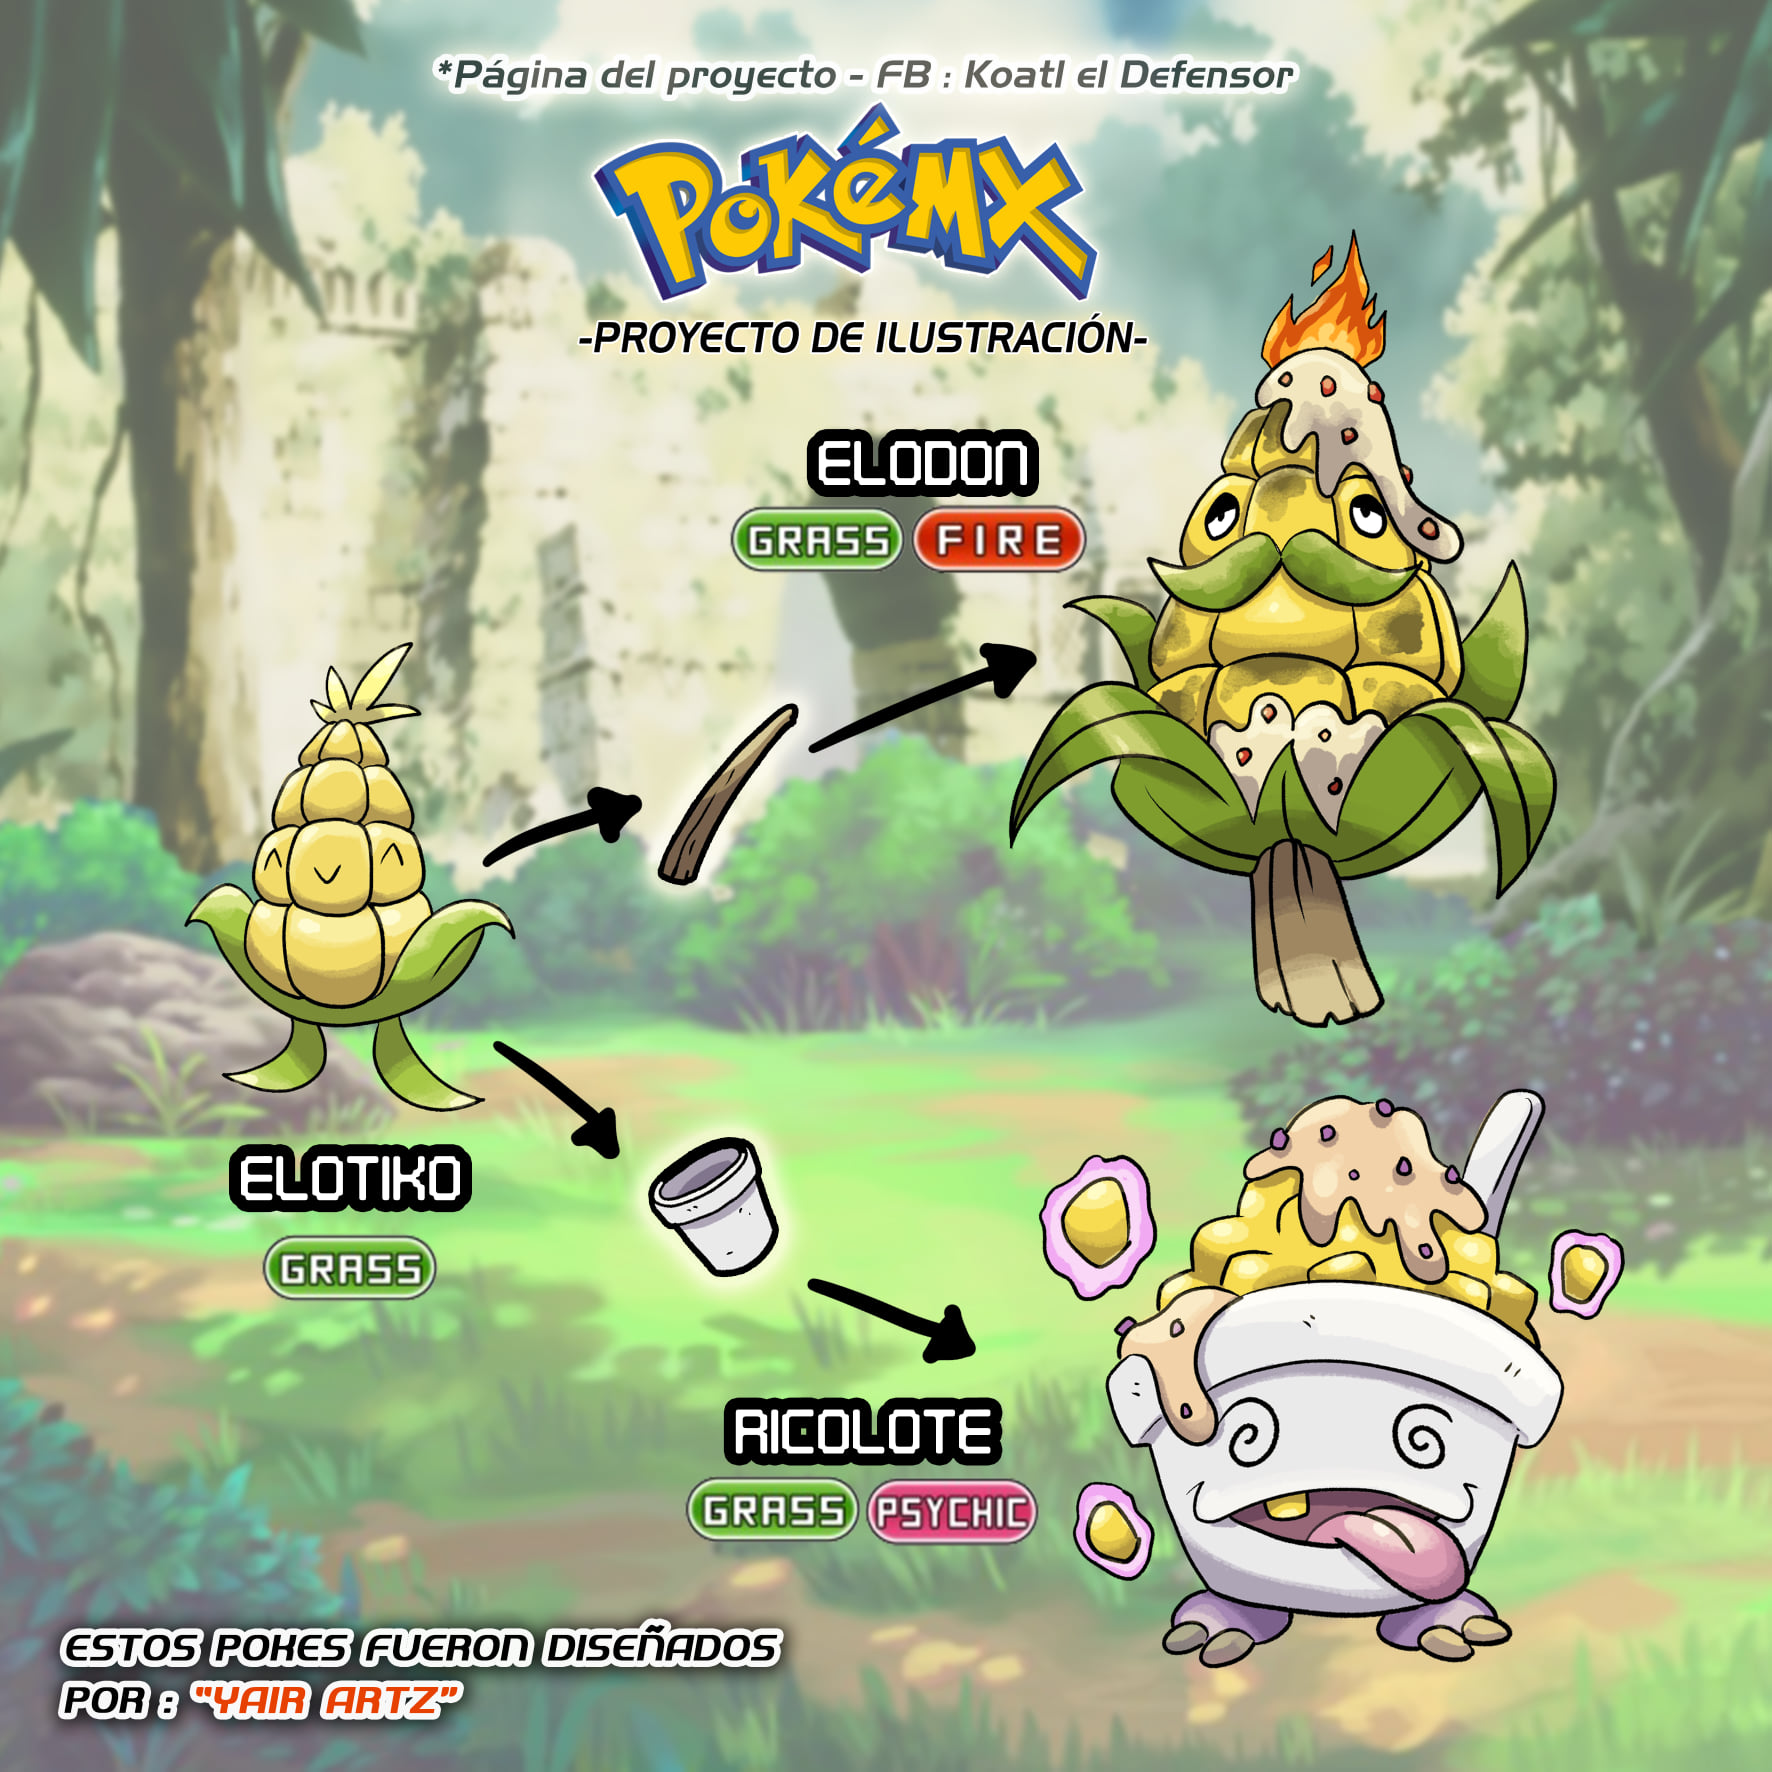 *Página del proyecto - FB : Koatl el Defensor
POKéMX
-PROYECTO DE ILUSTRACIÓN-
ELODON
GRASS FIRE
ELOTIKO
GRASS
RICOLOTE
GRASS PSYCHIC
ESTOS POKES FUERON DISEÑADOS
POR : "YAIR ARTZ"